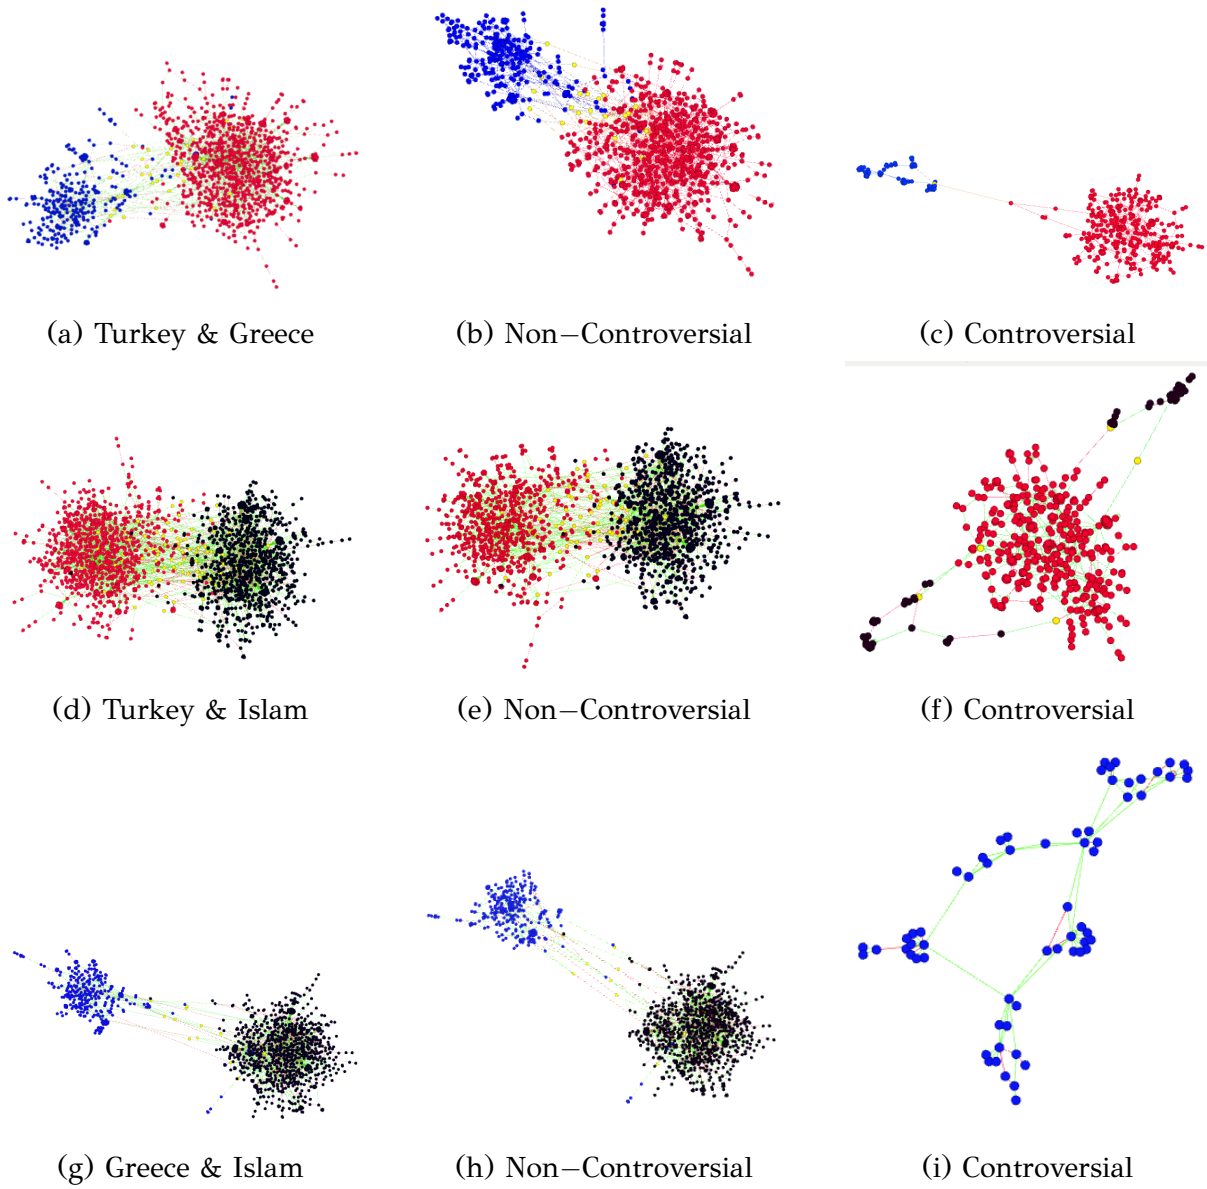 (a) Turkey & Greece
(b) Non−Controversial
(c) Controversial
(d) Turkey & Islam
(e) Non−Controversial
(f) Controversial
(g) Greece & Islam
(h) Non−Controversial
(i) Controversial